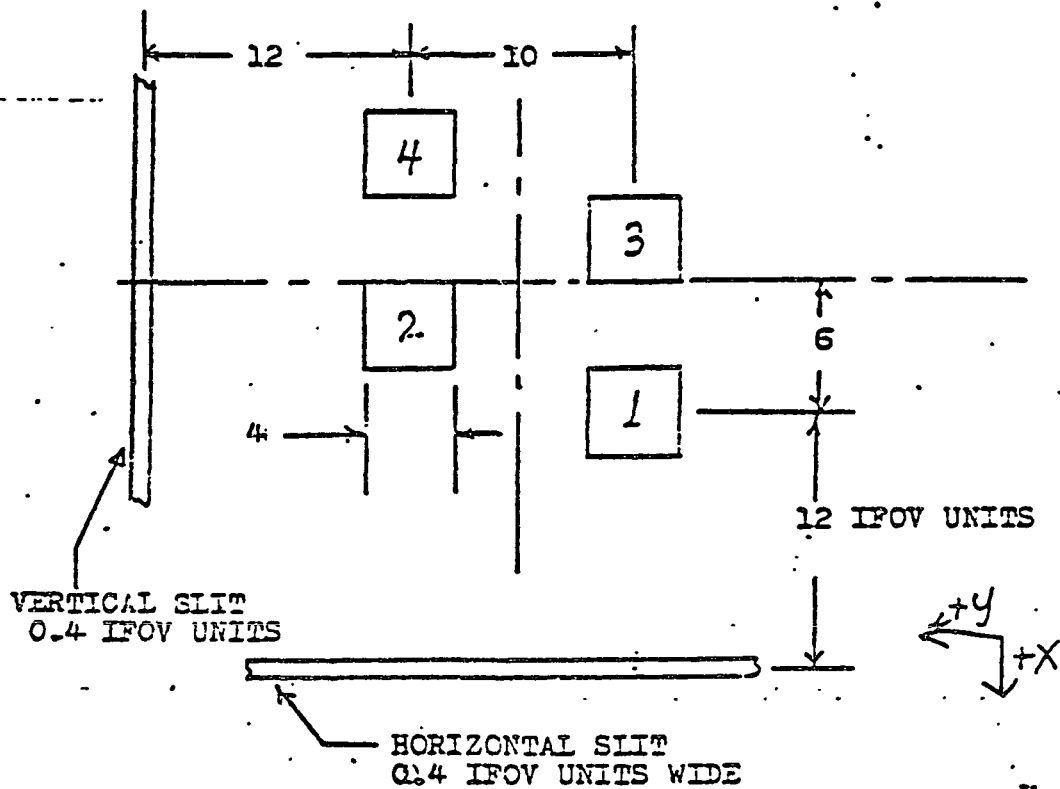 12
10
4
3
2
6
1
4
12 IFOV UNITS
VERTICAL SLIT
0.4 IFOV UNITS
+y
+X
HORIZONTAL SLIT
0.4 IFOV UNITS WIDE